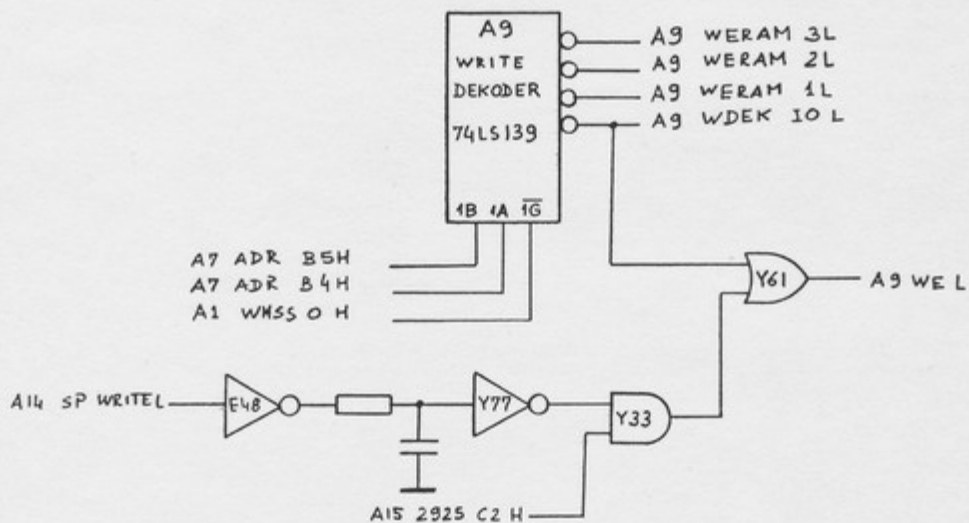 A9
WRITE
DEKODER
74LS139
1B 1A 1G
A9 WERAM 3L
A9 WERAM 2L
A9 WERAM 1L
A9 WDEK IO L
A7 ADR B5H
A7 ADR B4H
A1 WMSS O H
Y61
A9 WE L
A14 SP WRITEL
E48
Y77
Y33
A15 2925 C2 H